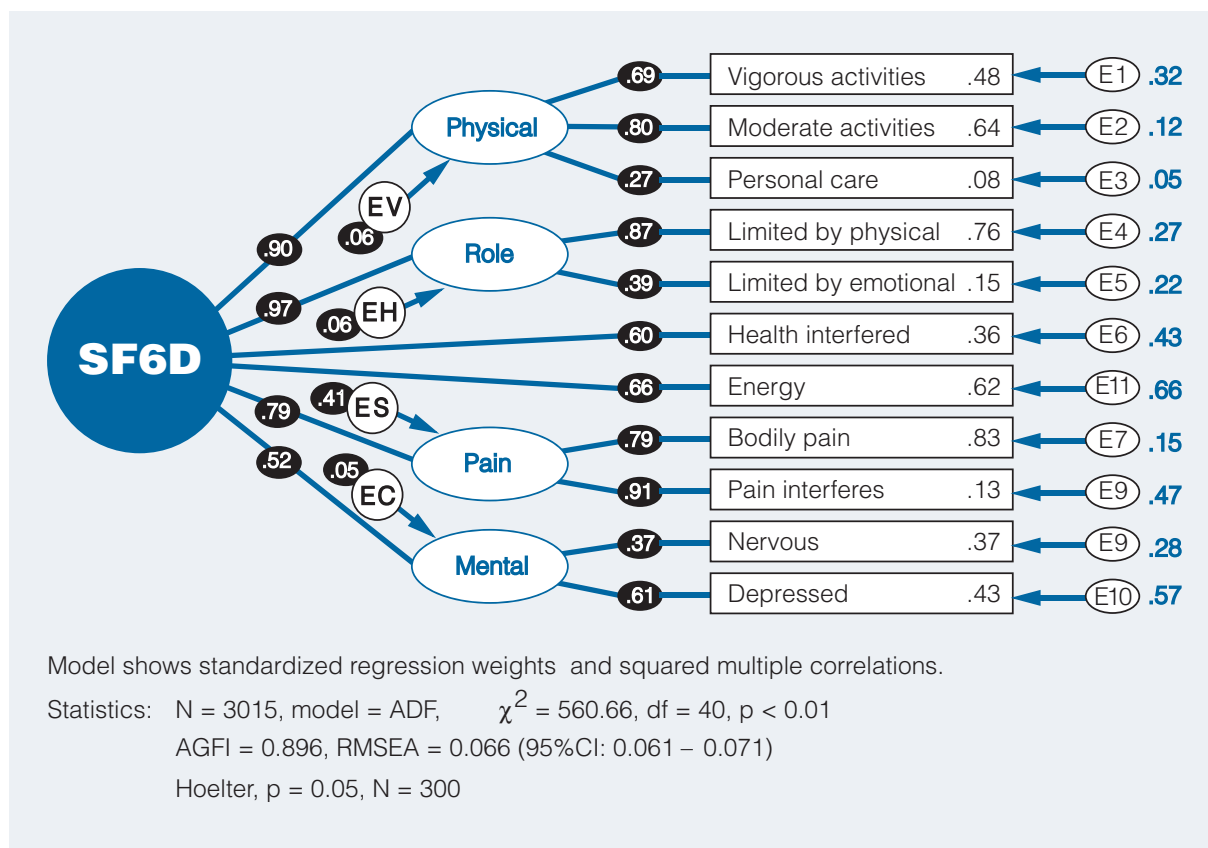 .69 Vigorous activities .48 E1 .32
Physical .80 Moderate activities .64 E2 .12
.27 Personal care .08 E3 .05
EV
.06
.90
.87 Limited by physical .76 E4 .27
Role
.39 Limited by emotional .15 E5 .22
.97
.06 EH
.60 Health interfered .36 E6 .43
SF6D
.66 Energy .62 E11 .66
.41 ES
.79
.79 Bodily pain .83 E7 .15
Pain
.91 Pain interferes .13 E9 .47
.52
.05
EC
.37 Nervous .37 E9 .28
Mental
.61 Depressed .43 E10 .57
Model shows standardized regression weights and squared multiple correlations.
Statistics: N = 3015, model = ADF, χ² = 560.66, df = 40, p < 0.01
AGFI = 0.896, RMSEA = 0.066 (95%CI: 0.061 – 0.071)
Hoelter, p = 0.05, N = 300